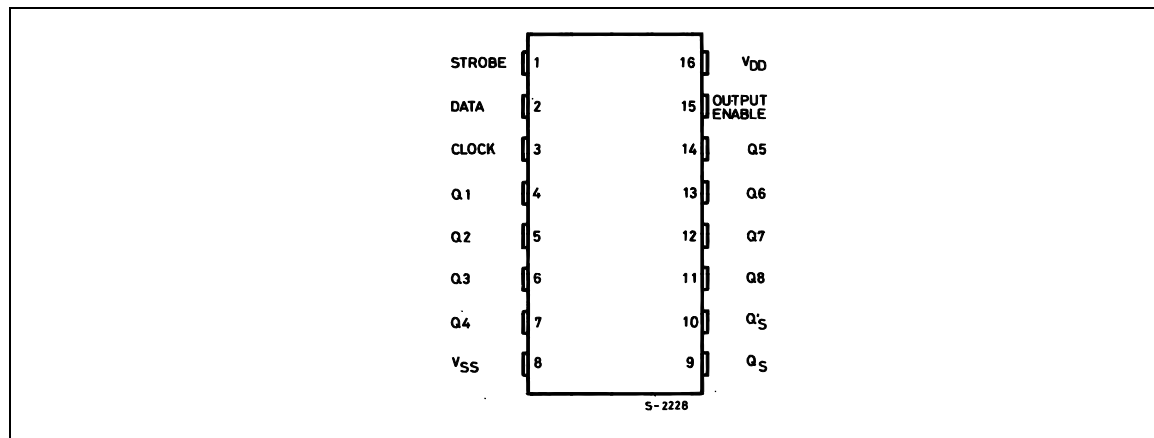 STROBE 1 16 VDD
DATA 2 15 OUTPUT ENABLE
CLOCK 3 14 Q5
Q1 4 13 Q6
Q2 5 12 Q7
Q3 6 11 Q8
Q4 7 10 Q'S
VSS 8 9 QS
S-2228